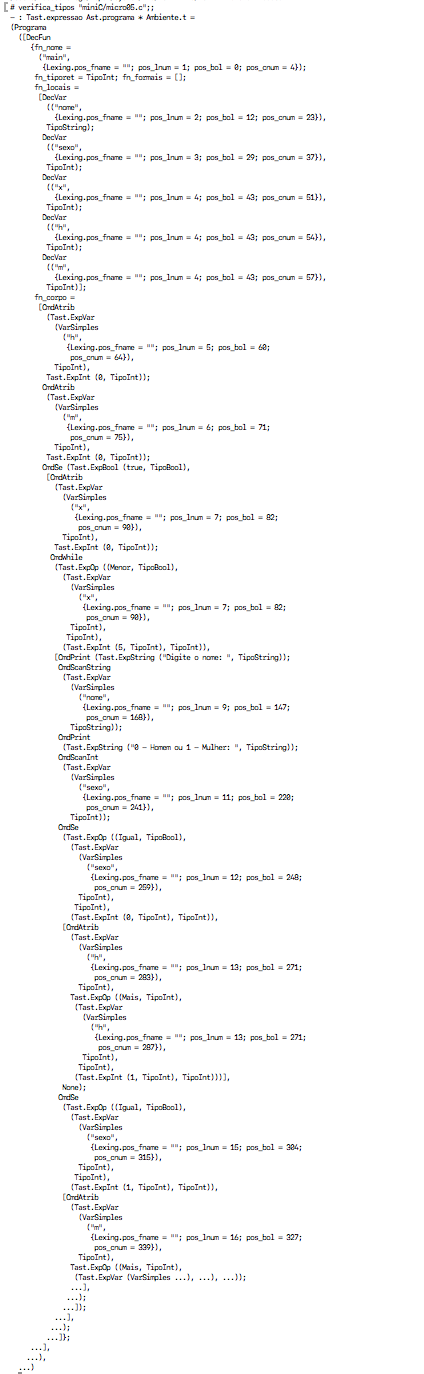 [# verifica_tipos "miniC/micro05.c";;
- : Tast.expressao Ast.programa * Ambiente.t =
(Programa
([DecFun
{fn_nome =
("main",
{Lexing.pos_fname = ""; pos_lnum = 1; pos_bol = 0; pos_cnum = 4});
fn_tiporet = TipoInt; fn_formais = [];
fn_locais =
[DecVar
(("nome",
{Lexing.pos_fname = ""; pos_lnum = 2; pos_bol = 12; pos_cnum = 23}),
TipoString);
DecVar
(("sexo",
{Lexing.pos_fname = ""; pos_lnum = 3; pos_bol = 29; pos_cnum = 37}),
TipoInt);
DecVar
(("x",
{Lexing.pos_fname = ""; pos_lnum = 4; pos_bol = 43; pos_cnum = 51}),
TipoInt);
DecVar
(("h",
{Lexing.pos_fname = ""; pos_lnum = 4; pos_bol = 43; pos_cnum = 54}),
TipoInt);
DecVar
(("m",
{Lexing.pos_fname = ""; pos_lnum = 4; pos_bol = 43; pos_cnum = 57}),
TipoInt)];
fn_corpo =
[CmdAtrib
(Tast.ExpVar
(VarSimples
("h",
{Lexing.pos_fname = ""; pos_lnum = 5; pos_bol = 60;
pos_cnum = 64}),
TipoInt),
Tast.ExpInt (0, TipoInt));
CmdAtrib
(Tast.ExpVar
(VarSimples
("m",
{Lexing.pos_fname = ""; pos_lnum = 6; pos_bol = 71;
pos_cnum = 75}),
TipoInt),
Tast.ExpInt (0, TipoInt));
CmdSe (Tast.ExpBool (true, TipoBool),
[CmdAtrib
(Tast.ExpVar
(VarSimples
("x",
{Lexing.pos_fname = ""; pos_lnum = 7; pos_bol = 82;
pos_cnum = 90}),
TipoInt),
Tast.ExpInt (0, TipoInt));
CmdWhile
(Tast.ExpOp ((Menor, TipoBool),
(Tast.ExpVar
(VarSimples
("x",
{Lexing.pos_fname = ""; pos_lnum = 7; pos_bol = 82;
pos_cnum = 90}),
TipoInt),
TipoInt),
(Tast.ExpInt (5, TipoInt), TipoInt)),
[CmdPrint (Tast.ExpString ("Digite o nome: ", TipoString));
CmdScanString
(Tast.ExpVar
(VarSimples
("nome",
{Lexing.pos_fname = ""; pos_lnum = 9; pos_bol = 147;
pos_cnum = 168}),
TipoString));
CmdPrint
(Tast.ExpString ("0 - Homem ou 1 - Mulher: ", TipoString));
CmdScanInt
(Tast.ExpVar
(VarSimples
("sexo",
{Lexing.pos_fname = ""; pos_lnum = 11; pos_bol = 220;
pos_cnum = 241}),
TipoInt));
CmdSe
(Tast.ExpOp ((Igual, TipoBool),
(Tast.ExpVar
(VarSimples
("sexo",
{Lexing.pos_fname = ""; pos_lnum = 12; pos_bol = 248;
pos_cnum = 259}),
TipoInt),
TipoInt),
(Tast.ExpInt (0, TipoInt), TipoInt)),
[CmdAtrib
(Tast.ExpVar
(VarSimples
("h",
{Lexing.pos_fname = ""; pos_lnum = 13; pos_bol = 271;
pos_cnum = 283}),
TipoInt),
Tast.ExpOp ((Mais, TipoInt),
(Tast.ExpVar
(VarSimples
("h",
{Lexing.pos_fname = ""; pos_lnum = 13; pos_bol = 271;
pos_cnum = 287}),
TipoInt),
TipoInt),
(Tast.ExpInt (1, TipoInt), TipoInt)))],
None);
CmdSe
(Tast.ExpOp ((Igual, TipoBool),
(Tast.ExpVar
(VarSimples
("sexo",
{Lexing.pos_fname = ""; pos_lnum = 15; pos_bol = 304;
pos_cnum = 315}),
TipoInt),
TipoInt),
(Tast.ExpInt (1, TipoInt), TipoInt)),
[CmdAtrib
(Tast.ExpVar
(VarSimples
("m",
{Lexing.pos_fname = ""; pos_lnum = 16; pos_bol = 327;
pos_cnum = 339}),
TipoInt),
Tast.ExpOp ((Mais, TipoInt),
(Tast.ExpVar (VarSimples ...), ...), ...));
...],
...);
...]);
...],
...);
...]};
...],
...),
...)